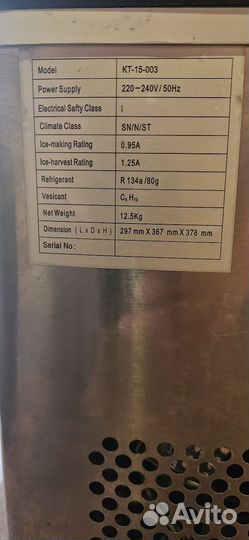 Model KT-15-003
Power Supply 220-240V/50Hz
Electrical Safty Class I
Climate Class SN/N/ST
Ice-making Rating 0.95A
Ice-harvest Rating 1.25A
Refrigerant R 134a /80g
Vesicant C₅ H₁₀
Net Weight 12.5Kg
Dimension ( L x D x H ) 297 mm X 367 mm X 378 mm
Serial No:
Avito